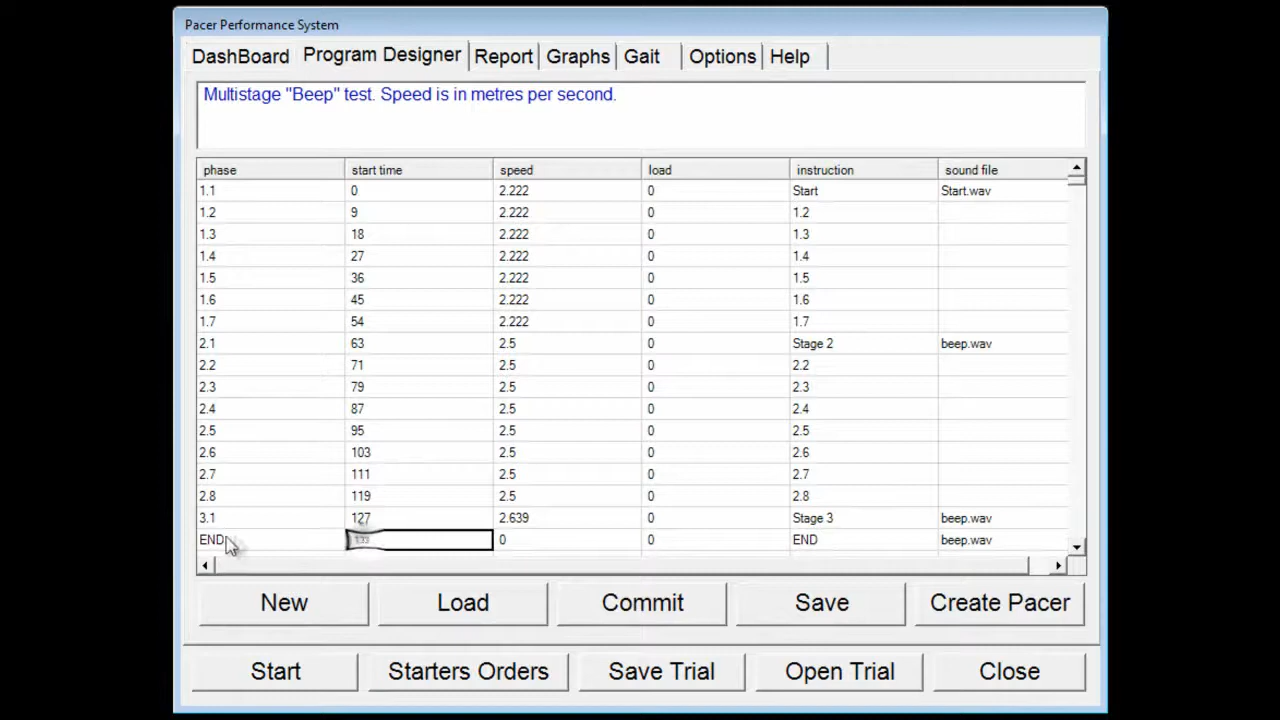 Pacer Performance System
DashBoard Program Designer Report Graphs Gait Options Help
Multistage "Beep" test. Speed is in metres per second.
phase start time speed load instruction sound file
1.1 0 2.222 0 Start Start.wav
1.2 9 2.222 0 1.2
1.3 18 2.222 0 1.3
1.4 27 2.222 0 1.4
1.5 36 2.222 0 1.5
1.6 45 2.222 0 1.6
1.7 54 2.222 0 1.7
2.1 63 2.5 0 Stage 2 beep.wav
2.2 71 2.5 0 2.2
2.3 79 2.5 0 2.3
2.4 87 2.5 0 2.4
2.5 95 2.5 0 2.5
2.6 103 2.5 0 2.6
2.7 111 2.5 0 2.7
2.8 119 2.5 0 2.8
3.1 127 2.639 0 Stage 3 beep.wav
END 0 0 END beep.wav
New Load Commit Save Create Pacer
Start Starters Orders Save Trial Open Trial Close